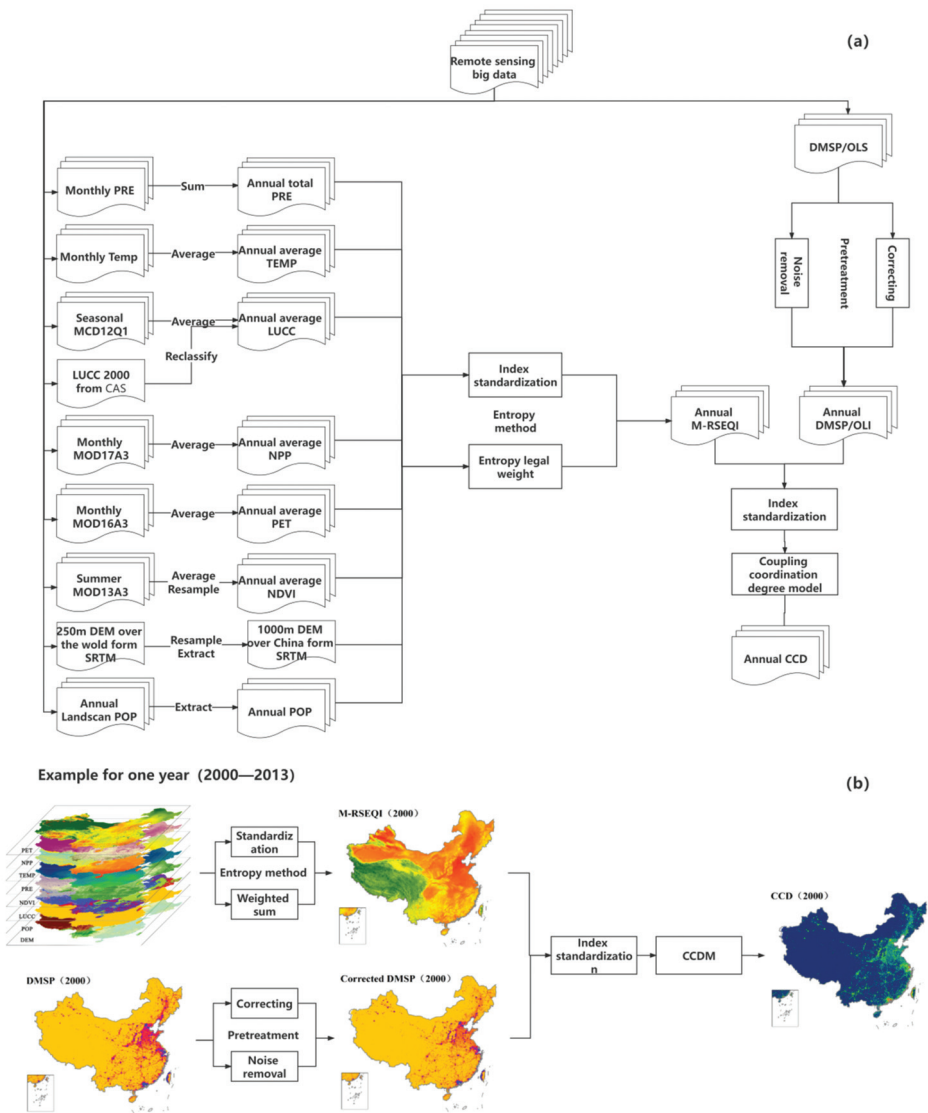 (a)
Remote sensing
big data
DMSP/OLS
Monthly PRE
Sum
Annual total
PRE
Monthly Temp
Average
Annual average
TEMP
Noise
removal
Pretreatment
Correcting
Seasonal
MCD12Q1
Average
Annual average
LUCC
Reclassify
LUCC 2000
from CAS
Index
standardization
Entropy
method
Entropy legal
weight
Annual
M-RSEQI
Annual
DMSP/OLI
Monthly
MOD17A3
Average
Annual average
NPP
Monthly
MOD16A3
Average
Annual average
PET
Index
standardization
Summer
MOD13A3
Average
Resample
Annual average
NDVI
Coupling
coordination
degree model
250m DEM over
the wold form
SRTM
Resample
Extract
1000m DEM
over China form
SRTM
Annual CCD
Annual
Landscan POP
Extract
Annual POP
Example for one year（2000—2013）
(b)
PET
NPP
TEMP
PRE
NDVI
LUCC
POP
DEM
Standardiz
ation
Entropy method
Weighted
sum
M-RSEQI（2000）
Index
standardizatio
n
CCDM
CCD（2000）
DMSP（2000）
Correcting
Pretreatment
Noise
removal
Corrected DMSP（2000）